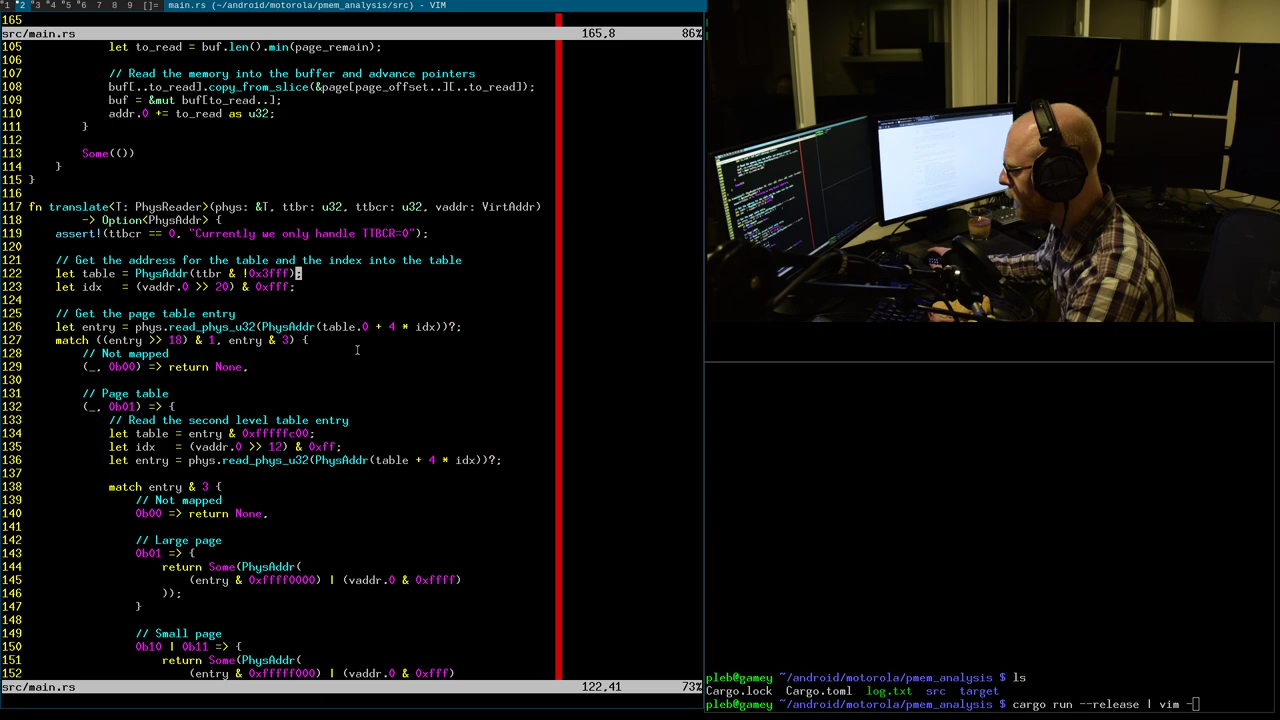 1 2 3 4 5 6 7 8 9 []= main.rs (~/android/motorola/pmem_analysis/src) - VIM
165
src/main.rs 165,8 86%
105 let to_read = buf.len().min(page_remain);
106
107 // Read the memory into the buffer and advance pointers
108 buf[..to_read].copy_from_slice(&page[page_offset..][..to_read]);
109 buf = &mut buf[to_read..];
110 addr.0 += to_read as u32;
111 }
112
113 Some(())
114 }
115 }
116
117 fn translate<T: PhysReader>(phys: &T, ttbr: u32, ttbcr: u32, vaddr: VirtAddr)
118 -> Option<PhysAddr> {
119 assert!(ttbcr == 0, "Currently we only handle TTBCR=0");
120
121 // Get the address for the table and the index into the table
122 let table = PhysAddr(ttbr & !0x3fff);
123 let idx = (vaddr.0 >> 20) & 0xfff;
124
125 // Get the page table entry
126 let entry = phys.read_phys_u32(PhysAddr(table.0 + 4 * idx))?;
127 match ((entry >> 18) & 1, entry & 3) {
128 // Not mapped
129 (_, 0b00) => return None,
130
131 // Page table
132 (_, 0b01) => {
133 // Read the second level table entry
134 let table = entry & 0xfffffc00;
135 let idx = (vaddr.0 >> 12) & 0xff;
136 let entry = phys.read_phys_u32(PhysAddr(table + 4 * idx))?;
137
138 match entry & 3 {
139 // Not mapped
140 0b00 => return None,
141
142 // Large page
143 0b01 => {
144 return Some(PhysAddr(
145 (entry & 0xffff0000) | (vaddr.0 & 0xffff)
146 ));
147 }
148
149 // Small page
150 0b10 | 0b11 => {
151 return Some(PhysAddr(
152 (entry & 0xfffff000) | (vaddr.0 & 0xfff)
src/main.rs 122,41 73%
pleb@gamey ~/android/motorola/pmem_analysis $ ls
Cargo.lock Cargo.toml log.txt src target
pleb@gamey ~/android/motorola/pmem_analysis $ cargo run --release | vim -